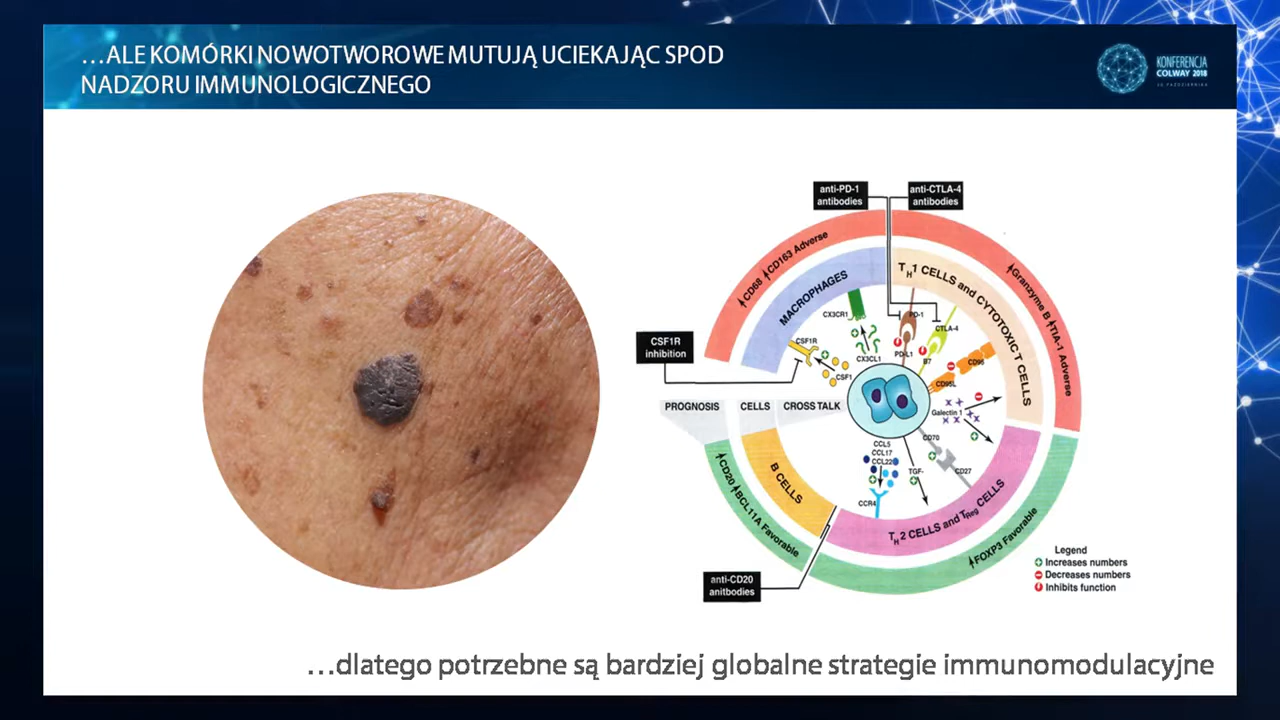 …ALE KOMÓRKI NOWOTWOROWE MUTUJĄ UCIEKAJĄC SPOD
NADZORU IMMUNOLOGICZNEGO
KONFERENCJA
COLWAY 2018
anti-PD-1
antibodies
anti-CTLA-4
antibodies
CD68 CD163 Adverse
MACROPHAGES
TH1 CELLS and CYTOTOXIC T CELLS
Granzyme B TIA-1 Adverse
CX3CR1
PD-1
CTLA-4
CSF1R
inhibition
CSF1R
CX3CL1
PD-L1
B7
CD95
CSF1
CD95L
PROGNOSIS
CELLS
CROSS TALK
Galectin 1
CCL5
CCL17
CCL22
CD70
TGF-
CD27
CCR4
B CELLS
CD20 BCL11A Favorable
TH2 CELLS and TReg CELLS
FOXP3 Favorable
anti-CD20
anitbodies
Legend
Increases numbers
Decreases numbers
Inhibits function
…dlatego potrzebne są bardziej globalne strategie immunomodulacyjne